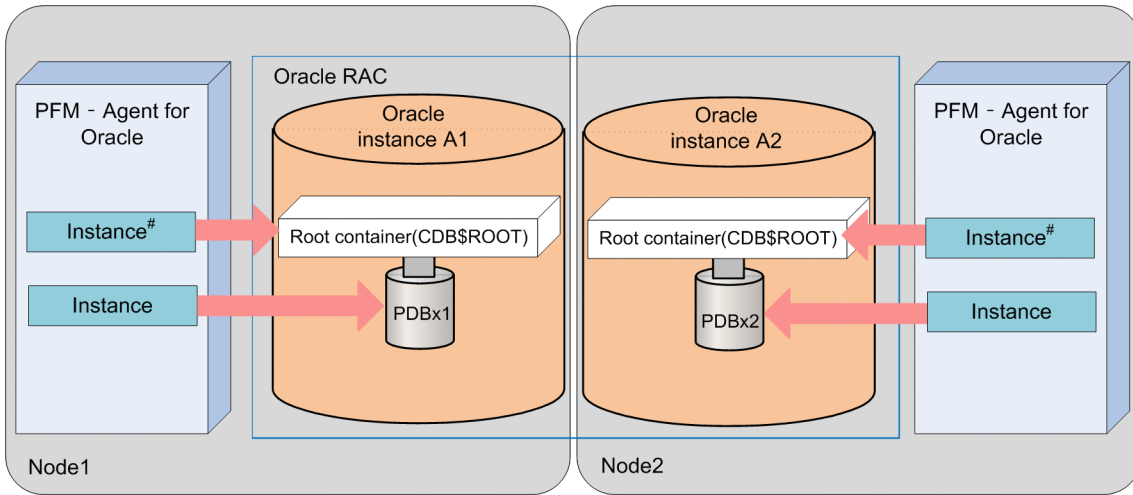 Oracle RAC
PFM - Agent for
Oracle
Instance#
Instance
Oracle
instance A1
Root container(CDB$ROOT)
PDBx1
Node1
Oracle
instance A2
Root container(CDB$ROOT)
PDBx2
PFM - Agent for
Oracle
Instance#
Instance
Node2